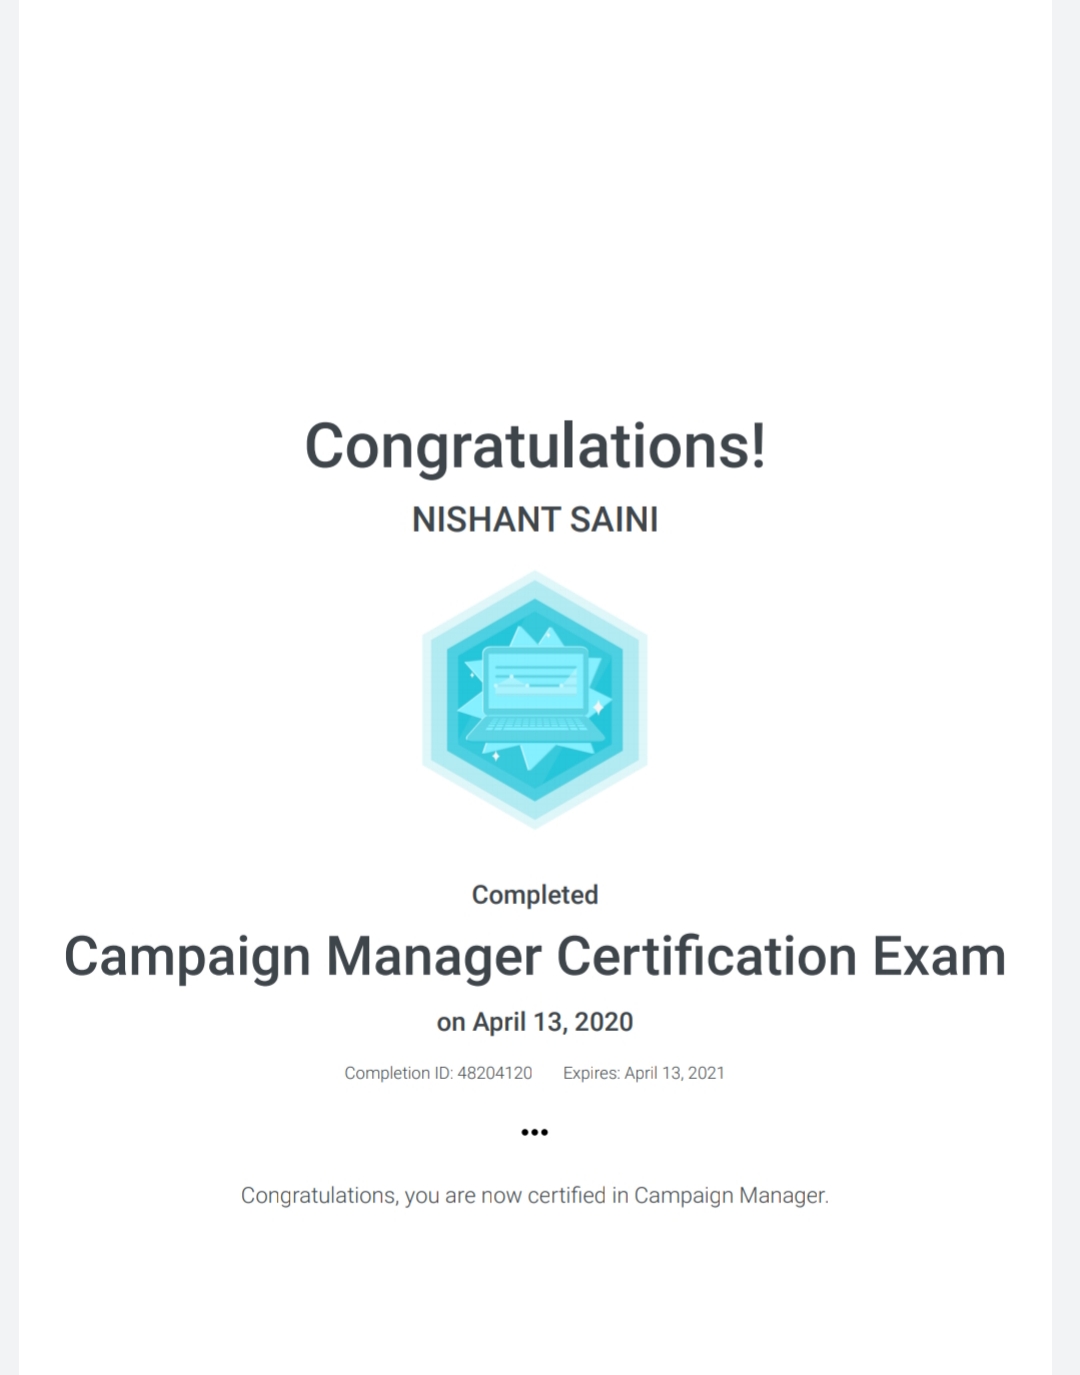 Congratulations!
NISHANT SAINI
Completed
Campaign Manager Certification Exam
on April 13, 2020
Completion ID: 48204120 Expires: April 13, 2021
•••
Congratulations, you are now certified in Campaign Manager.